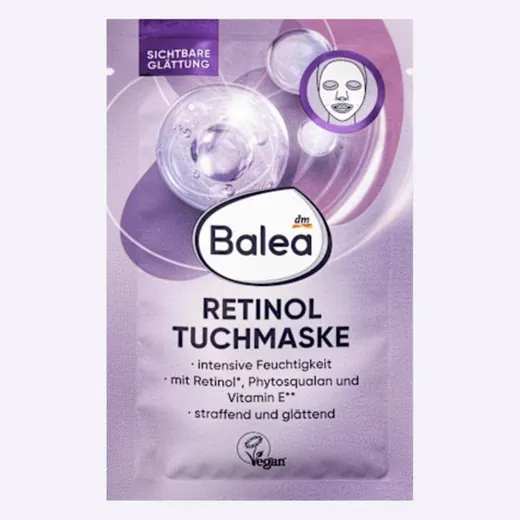 SICHTBARE
GLÄTTUNG
dm
Balea
RETINOL
TUCHMASKE
· intensive Feuchtigkeit
· mit Retinol*, Phytosqualan und
Vitamin E**
· straffend und glättend
Vegan